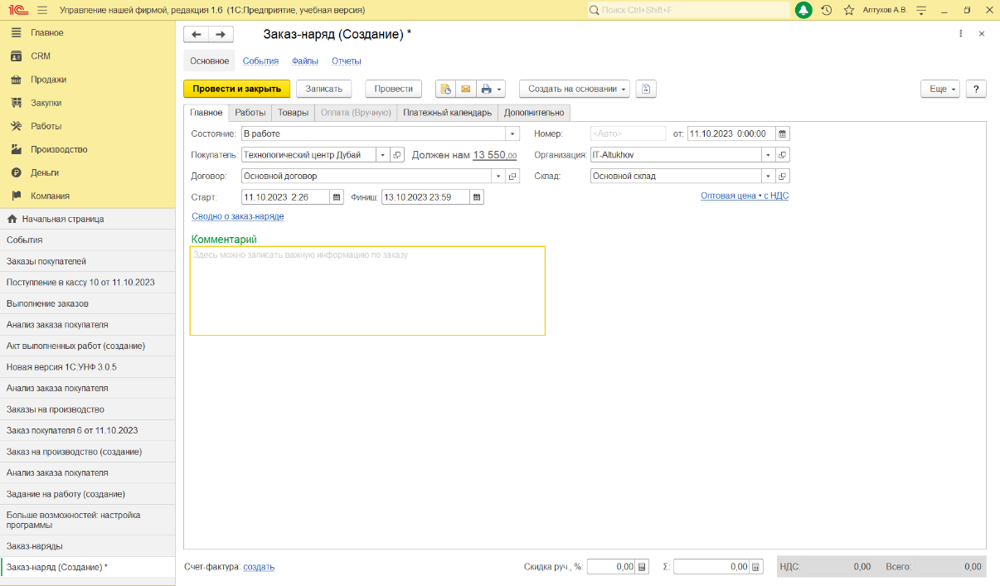 1С Управление нашей фирмой, редакция 1.6 (1С:Предприятие, учебная версия)
Поиск Ctrl+Shift+F
Алтухов А.В.
Главное
CRM
Продажи
Закупки
Работы
Производство
Деньги
Компания
Начальная страница
События
Заказы покупателей
Поступление в кассу 10 от 11.10.2023
Выполнение заказов
Анализ заказа покупателя
Акт выполненных работ (создание)
Новая версия 1С:УНФ 3.0.5
Анализ заказа покупателя
Заказы на производство
Заказ покупателя 6 от 11.10.2023
Заказ на производство (создание)
Анализ заказа покупателя
Задание на работу (создание)
Больше возможностей: настройка
программы
Заказ-наряды
Заказ-наряд (Создание) *
Заказ-наряд (Создание) *
Основное События Файлы Отчеты
Провести и закрыть Записать Провести Создать на основании Еще ?
Главное Работы Товары Оплата (Вручную) Платежный календарь Дополнительно
Состояние: В работе Номер: <Авто> от: 11.10.2023 0:00:00
Покупатель: Технологический центр Дубай Должен нам 13 550,00 Организация: IT-Altukhov
Договор: Основной договор Склад: Основной склад
Старт: 11.10.2023 2:26 Финиш: 13.10.2023 23:59 Оптовая цена • с НДС
Сводно о заказ-наряде
Комментарий
Здесь можно записать важную информацию по заказу
Счет-фактура: создать Скидка руч., %: 0,00 Σ: 0,00 НДС: 0,00 Всего: 0,00